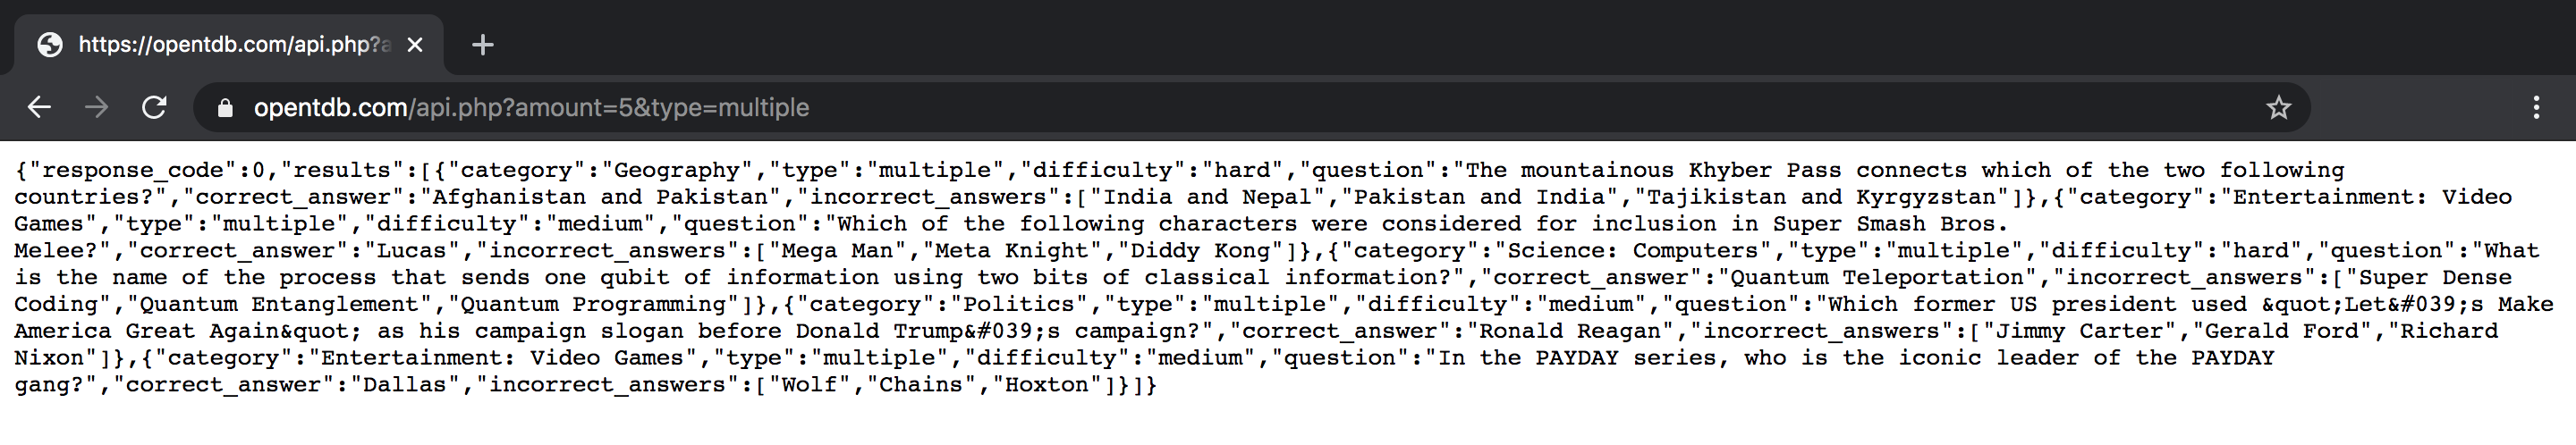 https://opentdb.com/api.php?a
opentdb.com/api.php?amount=5&type=multiple
{"response_code":0,"results":[{"category":"Geography","type":"multiple","difficulty":"hard","question":"The mountainous Khyber Pass connects which of the two following
countries?","correct_answer":"Afghanistan and Pakistan","incorrect_answers":["India and Nepal","Pakistan and India","Tajikistan and Kyrgyzstan"]},{"category":"Entertainment: Video
Games","type":"multiple","difficulty":"medium","question":"Which of the following characters were considered for inclusion in Super Smash Bros.
Melee?","correct_answer":"Lucas","incorrect_answers":["Mega Man","Meta Knight","Diddy Kong"]},{"category":"Science: Computers","type":"multiple","difficulty":"hard","question":"What
is the name of the process that sends one qubit of information using two bits of classical information?","correct_answer":"Quantum Teleportation","incorrect_answers":["Super Dense
Coding","Quantum Entanglement","Quantum Programming"]},{"category":"Politics","type":"multiple","difficulty":"medium","question":"Which former US president used &quot;Let&#039;s Make
America Great Again&quot; as his campaign slogan before Donald Trump&#039;s campaign?","correct_answer":"Ronald Reagan","incorrect_answers":["Jimmy Carter","Gerald Ford","Richard
Nixon"]},{"category":"Entertainment: Video Games","type":"multiple","difficulty":"medium","question":"In the PAYDAY series, who is the iconic leader of the PAYDAY
gang?","correct_answer":"Dallas","incorrect_answers":["Wolf","Chains","Hoxton"]}]}